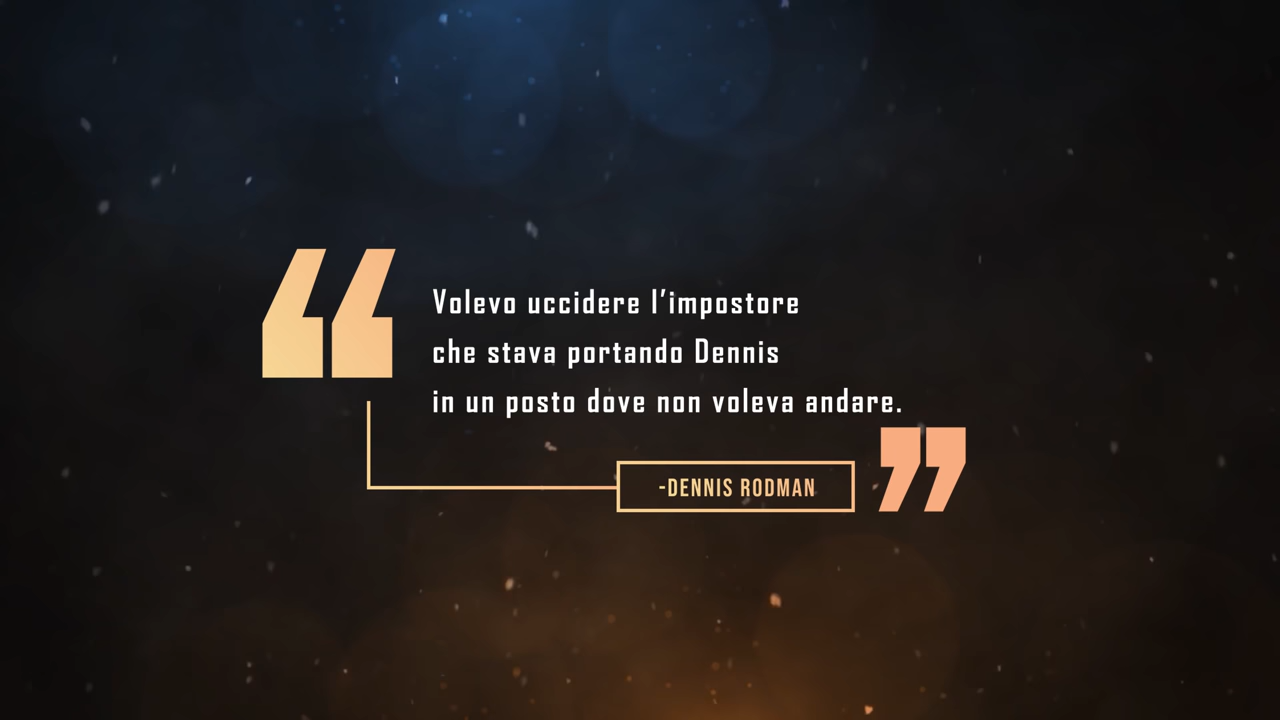 Volevo uccidere l’impostore
che stava portando Dennis
in un posto dove non voleva andare.
-DENNIS RODMAN